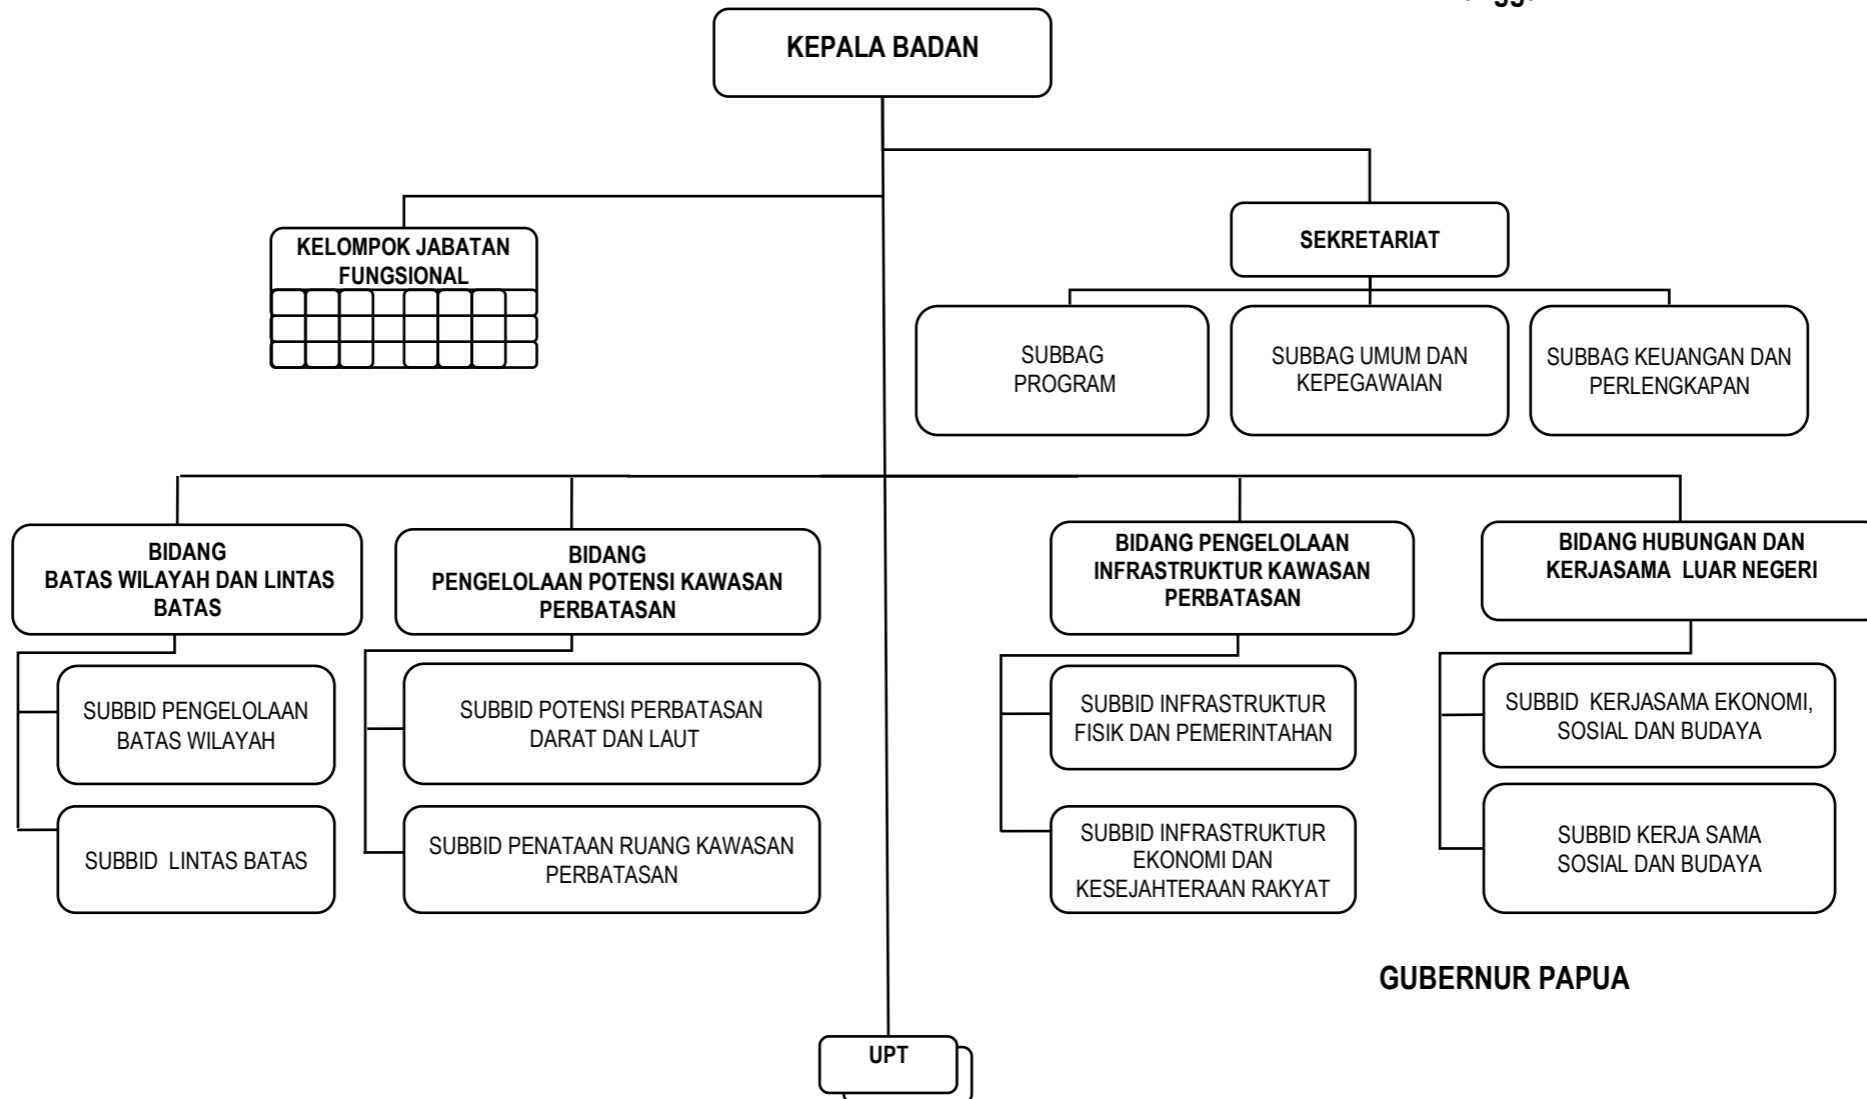 KEPALA BADAN
KELOMPOK JABATAN
FUNGSIONAL
SEKRETARIAT
SUBBAG
PROGRAM
SUBBAG UMUM DAN
KEPEGAWAIAN
SUBBAG KEUANGAN DAN
PERLENGKAPAN
BIDANG
BATAS WILAYAH DAN LINTAS
BATAS
BIDANG
PENGELOLAAN POTENSI KAWASAN
PERBATASAN
BIDANG PENGELOLAAN
INFRASTRUKTUR KAWASAN
PERBATASAN
BIDANG HUBUNGAN DAN
KERJASAMA LUAR NEGERI
SUBBID PENGELOLAAN
BATAS WILAYAH
SUBBID POTENSI PERBATASAN
DARAT DAN LAUT
SUBBID INFRASTRUKTUR
FISIK DAN PEMERINTAHAN
SUBBID KERJASAMA EKONOMI,
SOSIAL DAN BUDAYA
SUBBID LINTAS BATAS
SUBBID PENATAAN RUANG KAWASAN
PERBATASAN
SUBBID INFRASTRUKTUR
EKONOMI DAN
KESEJAHTERAAN RAKYAT
SUBBID KERJA SAMA
SOSIAL DAN BUDAYA
GUBERNUR PAPUA
UPT